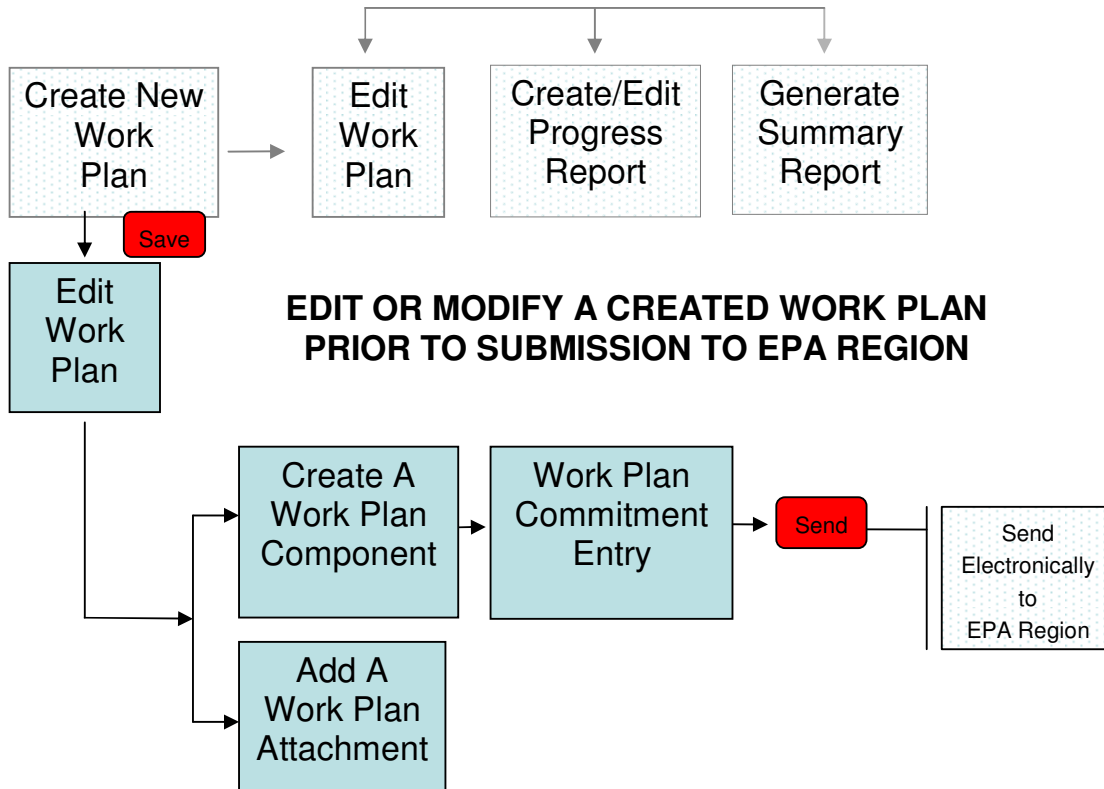 Create New
Work
Plan
Edit
Work
Plan
Create/Edit
Progress
Report
Generate
Summary
Report
Save
Edit
Work
Plan
EDIT OR MODIFY A CREATED WORK PLAN
PRIOR TO SUBMISSION TO EPA REGION
Create A
Work Plan
Component
Work Plan
Commitment
Entry
Send
Send
Electronically
to
EPA Region
Add A
Work Plan
Attachment